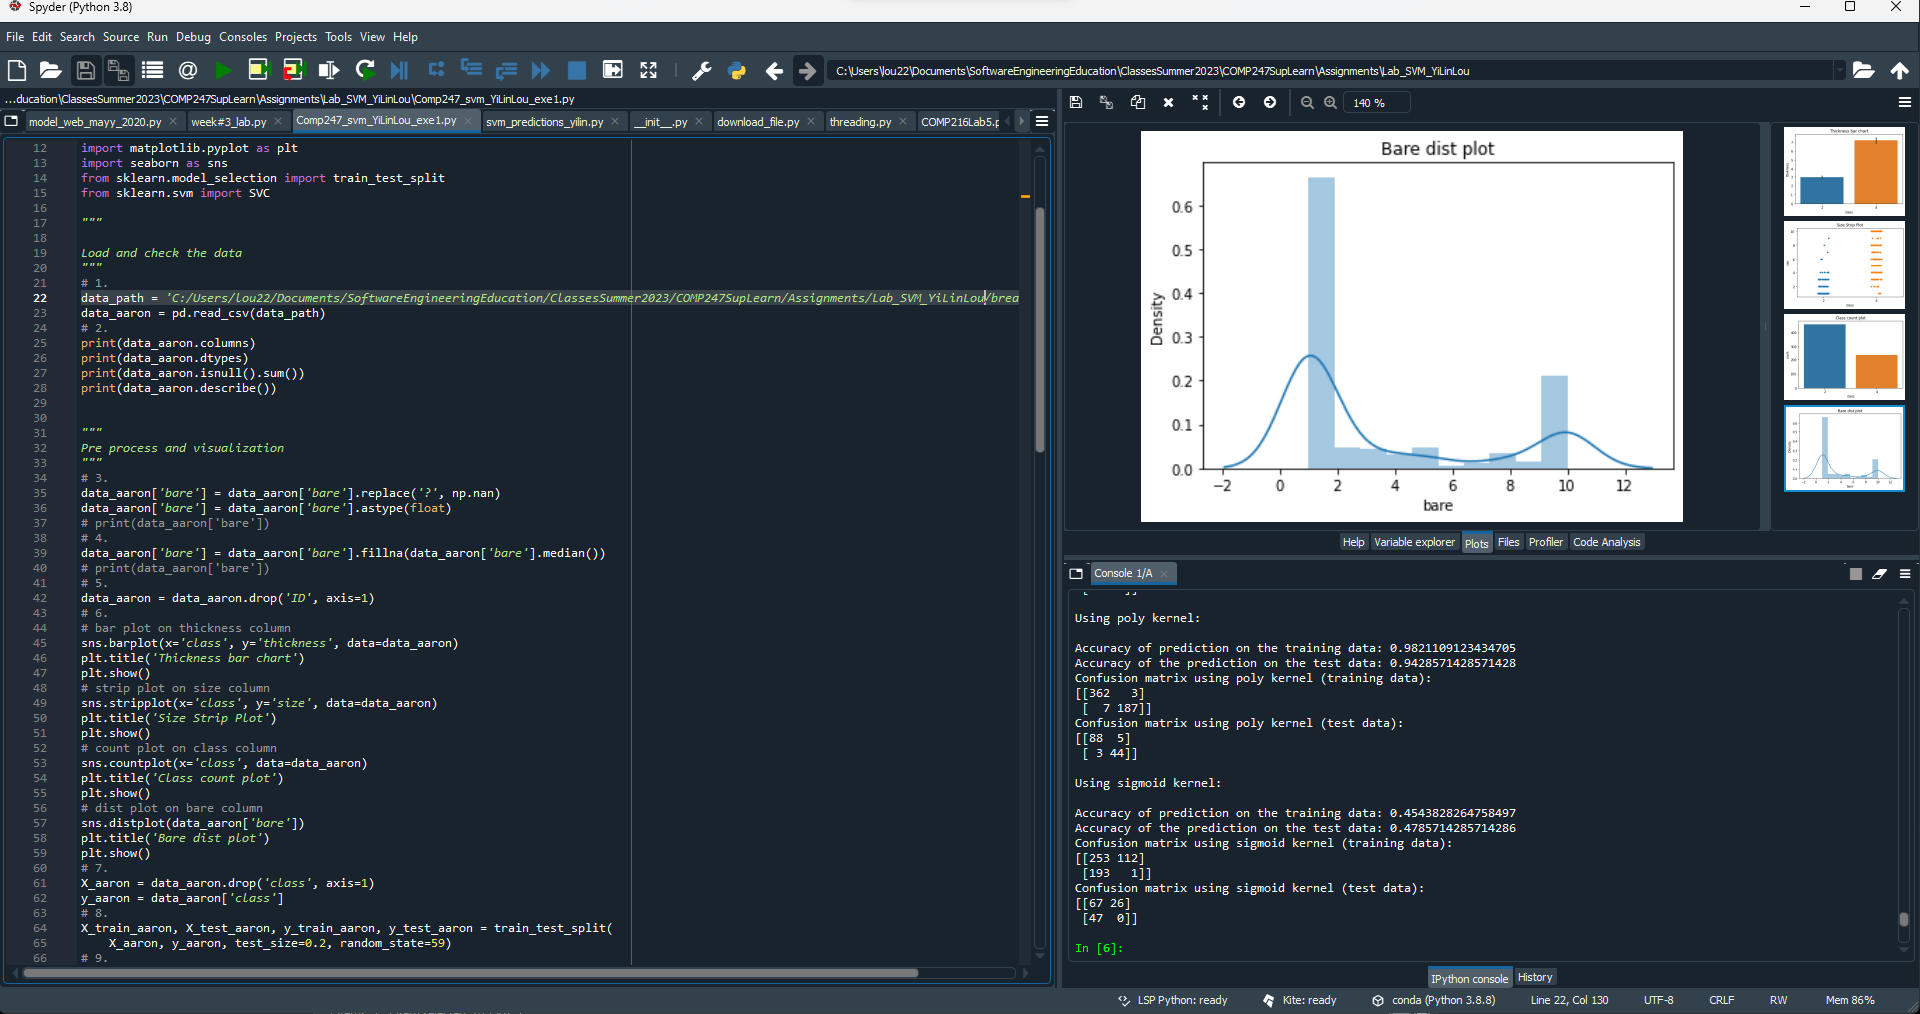 Spyder (Python 3.8)
File Edit Search Source Run Debug Consoles Projects Tools View Help
C:\Users\lou22\Documents\SoftwareEngineeringEducation\ClassesSummer2023\COMP247SupLearn\Assignments\Lab_SVM_YiLinLou
...ducation\ClassesSummer2023\COMP247SupLearn\Assignments\Lab_SVM_YiLinLou\Comp247_svm_YiLinLou_exe1.py
model_web_mayy_2020.py week#3_lab.py Comp247_svm_YiLinLou_exe1.py svm_predictions_yilin.py __init__.py download_file.py threading.py COMP216Lab5.p
12 import matplotlib.pyplot as plt
13 import seaborn as sns
14 from sklearn.model_selection import train_test_split
15 from sklearn.svm import SVC
16
17 """
18
19 Load and check the data
20 """
21 # 1.
22 data_path = 'C:/Users/lou22/Documents/SoftwareEngineeringEducation/ClassesSummer2023/COMP247SupLearn/Assignments/Lab_SVM_YiLinLou/brea
23 data_aaron = pd.read_csv(data_path)
24 # 2.
25 print(data_aaron.columns)
26 print(data_aaron.dtypes)
27 print(data_aaron.isnull().sum())
28 print(data_aaron.describe())
29
30
31 """
32 Pre process and visualization
33 """
34 # 3.
35 data_aaron['bare'] = data_aaron['bare'].replace('?', np.nan)
36 data_aaron['bare'] = data_aaron['bare'].astype(float)
37 # print(data_aaron['bare'])
38 # 4.
39 data_aaron['bare'] = data_aaron['bare'].fillna(data_aaron['bare'].median())
40 # print(data_aaron['bare'])
41 # 5.
42 data_aaron = data_aaron.drop('ID', axis=1)
43 # 6.
44 # bar plot on thickness column
45 sns.barplot(x='class', y='thickness', data=data_aaron)
46 plt.title('Thickness bar chart')
47 plt.show()
48 # strip plot on size column
49 sns.stripplot(x='class', y='size', data=data_aaron)
50 plt.title('Size Strip Plot')
51 plt.show()
52 # count plot on class column
53 sns.countplot(x='class', data=data_aaron)
54 plt.title('Class count plot')
55 plt.show()
56 # dist plot on bare column
57 sns.distplot(data_aaron['bare'])
58 plt.title('Bare dist plot')
59 plt.show()
60 # 7.
61 X_aaron = data_aaron.drop('class', axis=1)
62 y_aaron = data_aaron['class']
63 # 8.
64 X_train_aaron, X_test_aaron, y_train_aaron, y_test_aaron = train_test_split(
65 X_aaron, y_aaron, test_size=0.2, random_state=59)
66 # 9.
140 %
Bare dist plot
Density
0.6
0.5
0.4
0.3
0.2
0.1
0.0
−2 0 2 4 6 8 10 12
bare
Thickness bar chart
Size Strip Plot
Class count plot
Bare dist plot
Help Variable explorer Plots Files Profiler Code Analysis
Console 1/A
Using poly kernel:
Accuracy of prediction on the training data: 0.9821109123434705
Accuracy of the prediction on the test data: 0.9428571428571428
Confusion matrix using poly kernel (training data):
[[362 3]
[ 7 187]]
Confusion matrix using poly kernel (test data):
[[88 5]
[ 3 44]]
Using sigmoid kernel:
Accuracy of prediction on the training data: 0.4543828264758497
Accuracy of the prediction on the test data: 0.4785714285714286
Confusion matrix using sigmoid kernel (training data):
[[253 112]
[193 1]]
Confusion matrix using sigmoid kernel (test data):
[[67 26]
[47 0]]
In [6]:
IPython console History
LSP Python: ready Kite: ready conda (Python 3.8.8) Line 22, Col 130 UTF-8 CRLF RW Mem 86%